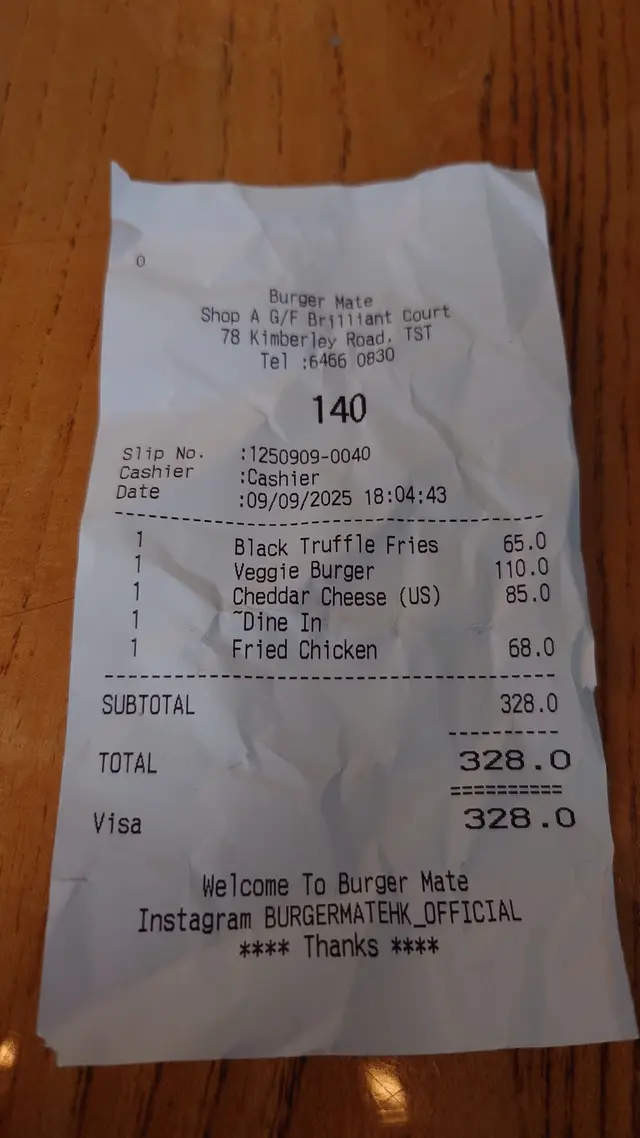 0
Burger Mate
Shop A G/F Brilliant Court
78 Kimberley Road, TST
Tel :6466 0830
140
Slip No. :1250909-0040
Cashier :Cashier
Date :09/09/2025 18:04:43
--------------------------------
1 Black Truffle Fries 65.0
1 Veggie Burger 110.0
1 Cheddar Cheese (US) 85.0
1 ~Dine In
1 Fried Chicken 68.0
--------------------------------
SUBTOTAL 328.0
----------
TOTAL 328.0
==========
Visa 328.0
Welcome To Burger Mate
Instagram BURGERMATEHK_OFFICIAL
**** Thanks ****